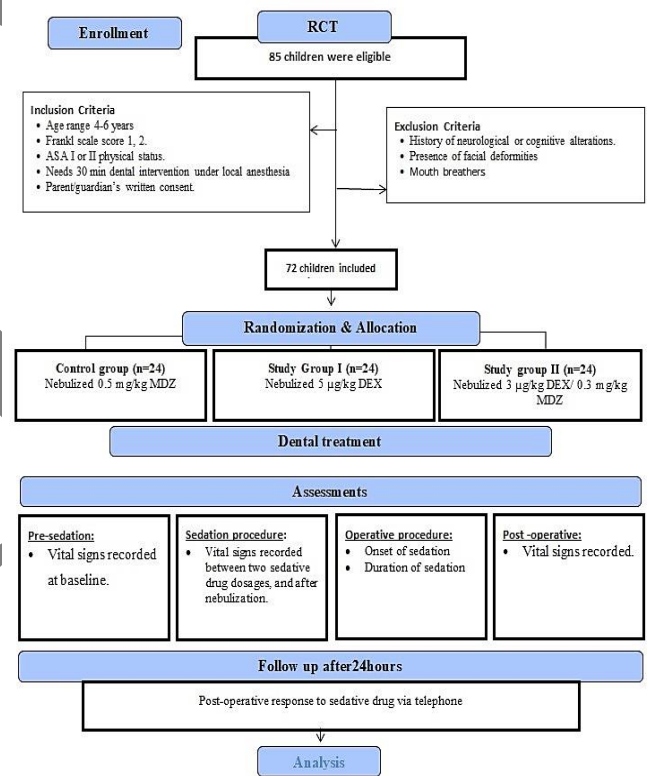 Enrollment
RCT
85 children were eligible
Inclusion Criteria
• Age range 4-6 years
• Frankl scale score 1, 2.
• ASA I or II physical status.
• Needs 30 min dental intervention under local anesthesia
• Parent/guardian's written consent.
Exclusion Criteria
• History of neurological or cognitive alterations.
• Presence of facial deformities
• Mouth breathers
72 children included
Randomization & Allocation
Control group (n=24)
Nebulized 0.5 mg/kg MDZ
Study Group I (n=24)
Nebulized 5 µg/kg DEX
Study group II (n=24)
Nebulized 3 µg/kg DEX/ 0.3 mg/kg
MDZ
Dental treatment
Assessments
Pre-sedation:
• Vital signs recorded
at baseline.
Sedation procedure:
• Vital signs recorded
between two sedative
drug dosages, and after
nebulization.
Operative procedure:
• Onset of sedation
• Duration of sedation
Post -operative:
• Vital signs recorded.
Follow up after24hours
Post-operative response to sedative drug via telephone
Analysis